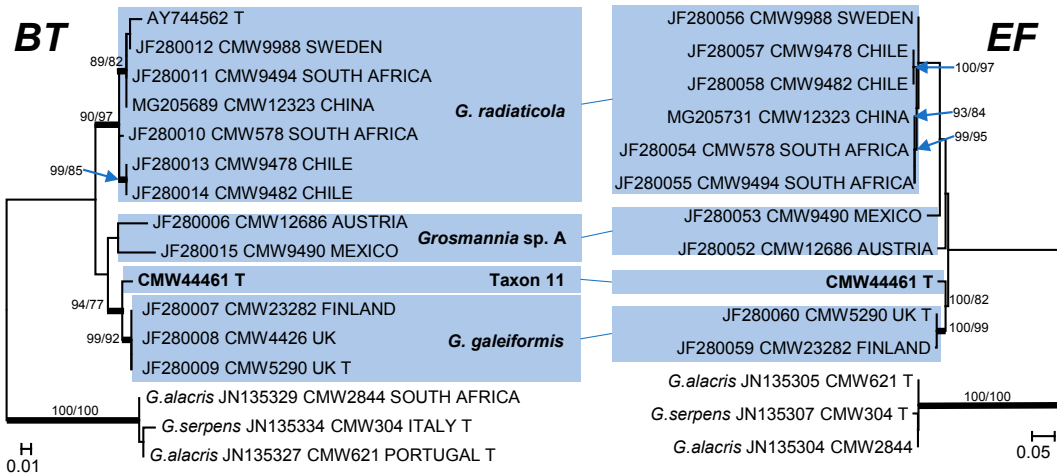 BT
AY744562 T
JF280012 CMW9988 SWEDEN
89/82
JF280011 CMW9494 SOUTH AFRICA
MG205689 CMW12323 CHINA
G. radiaticola
90/97
JF280010 CMW578 SOUTH AFRICA
99/85
JF280013 CMW9478 CHILE
JF280014 CMW9482 CHILE
JF280006 CMW12686 AUSTRIA
Grosmannia sp. A
JF280015 CMW9490 MEXICO
CMW44461 T
Taxon 11
94/77
JF280007 CMW23282 FINLAND
99/92
JF280008 CMW4426 UK
G. galeiformis
JF280009 CMW5290 UK T
G.alacris JN135329 CMW2844 SOUTH AFRICA
100/100
G.serpens JN135334 CMW304 ITALY T
G.alacris JN135327 CMW621 PORTUGAL T
0.01
EF
JF280056 CMW9988 SWEDEN
JF280057 CMW9478 CHILE
100/97
JF280058 CMW9482 CHILE
MG205731 CMW12323 CHINA
93/84
99/95
JF280054 CMW578 SOUTH AFRICA
JF280055 CMW9494 SOUTH AFRICA
JF280053 CMW9490 MEXICO
JF280052 CMW12686 AUSTRIA
CMW44461 T
100/82
JF280060 CMW5290 UK T
100/99
JF280059 CMW23282 FINLAND
G.alacris JN135305 CMW621 T
100/100
G.serpens JN135307 CMW304 T
G.alacris JN135304 CMW2844
0.05